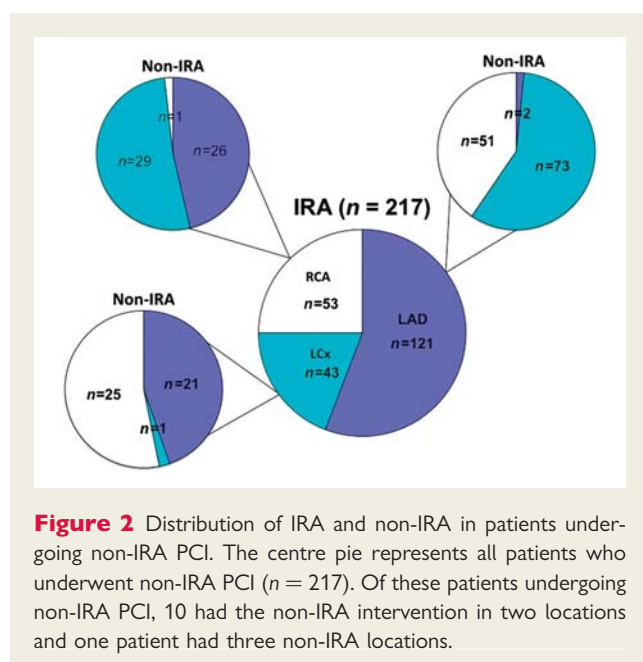 Non-IRA
n=1
n=29
n=26
Non-IRA
n=2
n=51
n=73
IRA (n = 217)
RCA
n=53
LAD
n=121
LCx
n=43
Non-IRA
n=25
n=21
n=1
Figure 2 Distribution of IRA and non-IRA in patients under-
going non-IRA PCI. The centre pie represents all patients who
underwent non-IRA PCI (n = 217). Of these patients undergoing
non-IRA PCI, 10 had the non-IRA intervention in two locations
and one patient had three non-IRA locations.